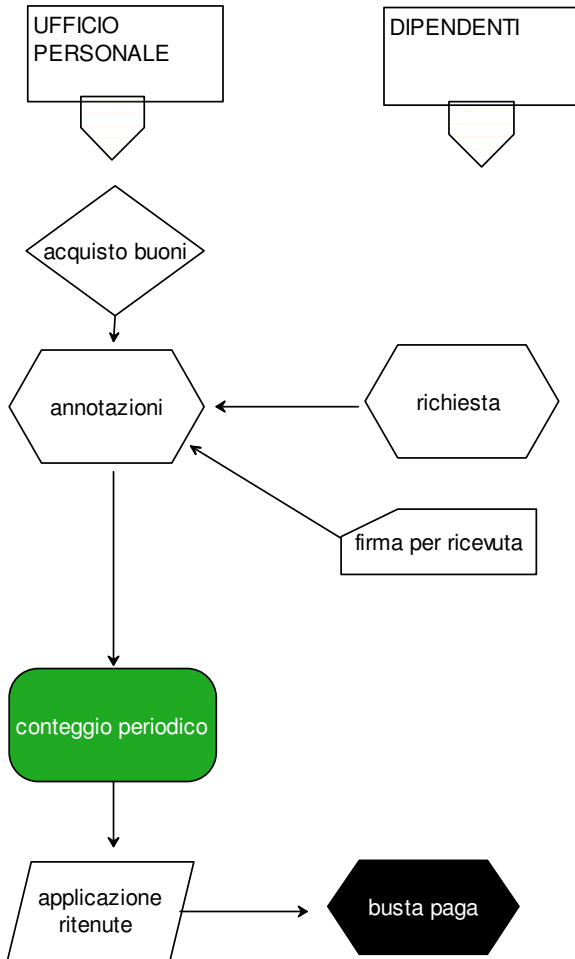 UFFICIO
PERSONALE
DIPENDENTI
acquisto buoni
annotazioni
richiesta
firma per ricevuta
conteggio periodico
applicazione
ritenute
busta paga